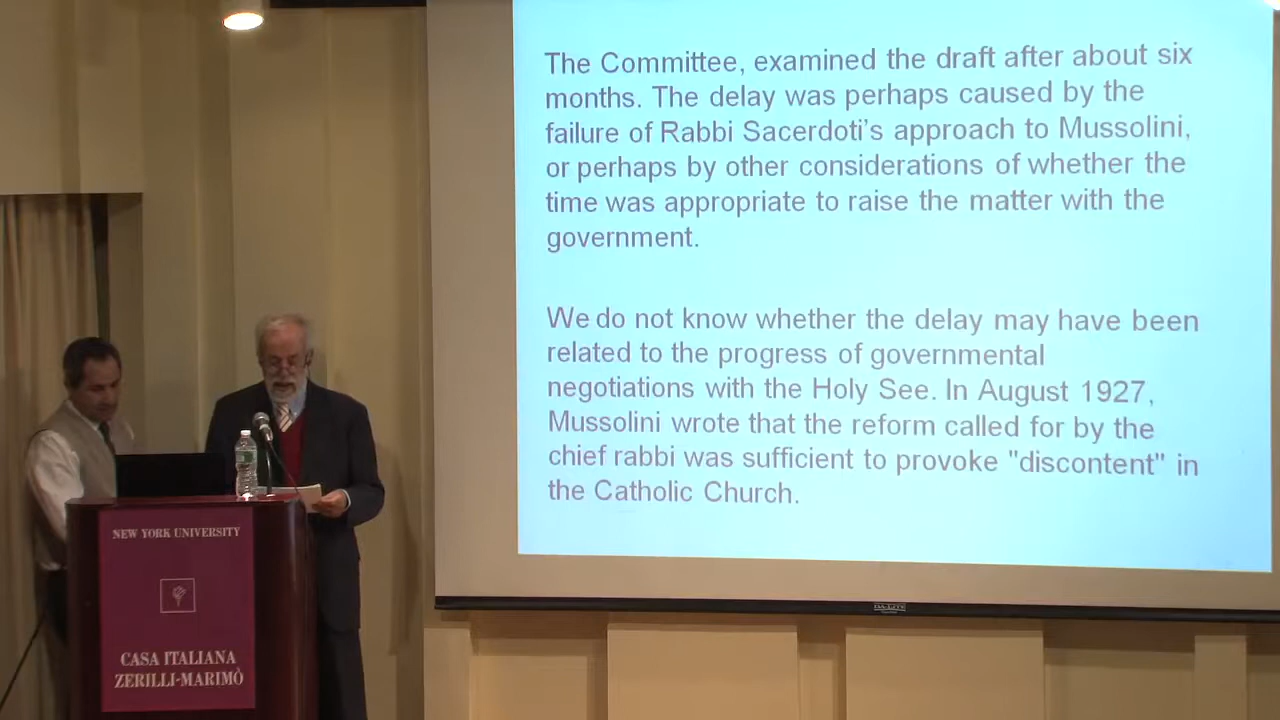 The Committee, examined the draft after about six
months. The delay was perhaps caused by the
failure of Rabbi Sacerdoti's approach to Mussolini,
or perhaps by other considerations of whether the
time was appropriate to raise the matter with the
government.
We do not know whether the delay may have been
related to the progress of governmental
negotiations with the Holy See. In August 1927,
Mussolini wrote that the reform called for by the
chief rabbi was sufficient to provoke "discontent" in
the Catholic Church.
DA-LITE
NEW YORK UNIVERSITY
CASA ITALIANA
ZERILLI-MARIMÒ